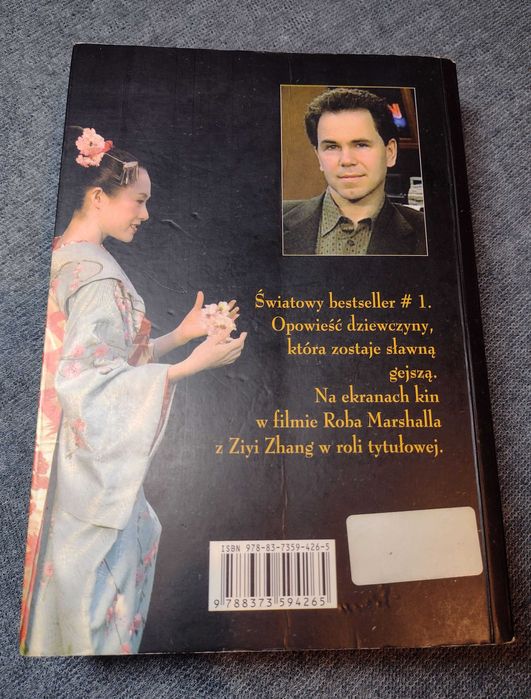 Światowy bestseller # 1.
Opowieść dziewczyny,
która zostaje sławną
gejszą.
Na ekranach kin
w filmie Roba Marshalla
z Ziyi Zhang w roli tytułowej.
ISBN 978-83-7359-426-5
9 788373 594265